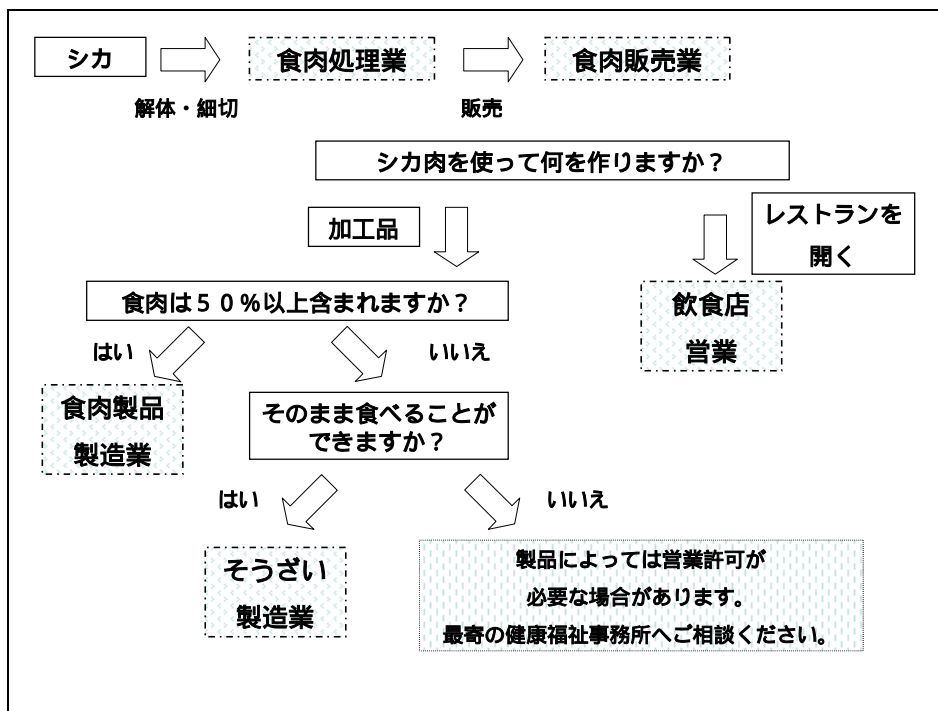 シカ
食肉処理業
食肉販売業
解体・細切
販売
シカ肉を使って何を作りますか？
加工品
レストランを
開く
食肉は５０％以上含まれますか？
飲食店
営業
はい
いいえ
食肉製品
製造業
そのまま食べることが
できますか？
はい
いいえ
そうざい
製造業
製品によっては営業許可が
必要な場合があります。
最寄の健康福祉事務所へご相談ください。